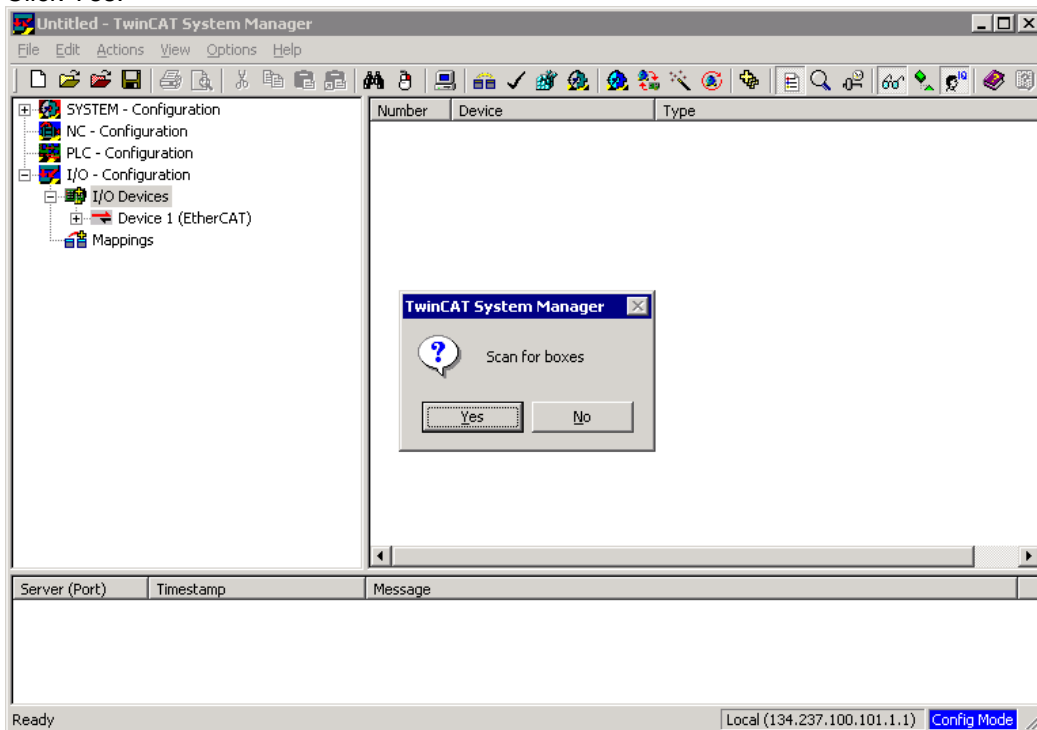 Untitled - TwinCAT System Manager
File Edit Actions View Options Help
SYSTEM - Configuration
NC - Configuration
PLC - Configuration
I/O - Configuration
I/O Devices
Device 1 (EtherCAT)
Mappings
Number Device Type
TwinCAT System Manager
Scan for boxes
Yes No
Server (Port) Timestamp Message
Ready Local (134.237.100.101.1.1) Config Mode